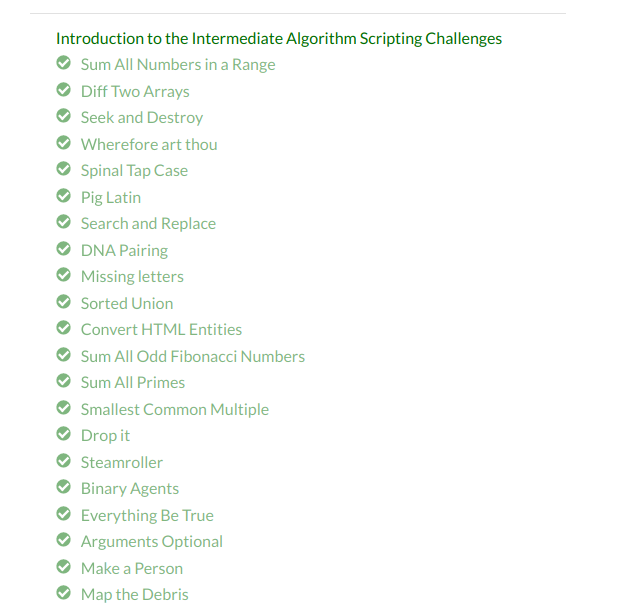 Introduction to the Intermediate Algorithm Scripting Challenges
Sum All Numbers in a Range
Diff Two Arrays
Seek and Destroy
Wherefore art thou
Spinal Tap Case
Pig Latin
Search and Replace
DNA Pairing
Missing letters
Sorted Union
Convert HTML Entities
Sum All Odd Fibonacci Numbers
Sum All Primes
Smallest Common Multiple
Drop it
Steamroller
Binary Agents
Everything Be True
Arguments Optional
Make a Person
Map the Debris